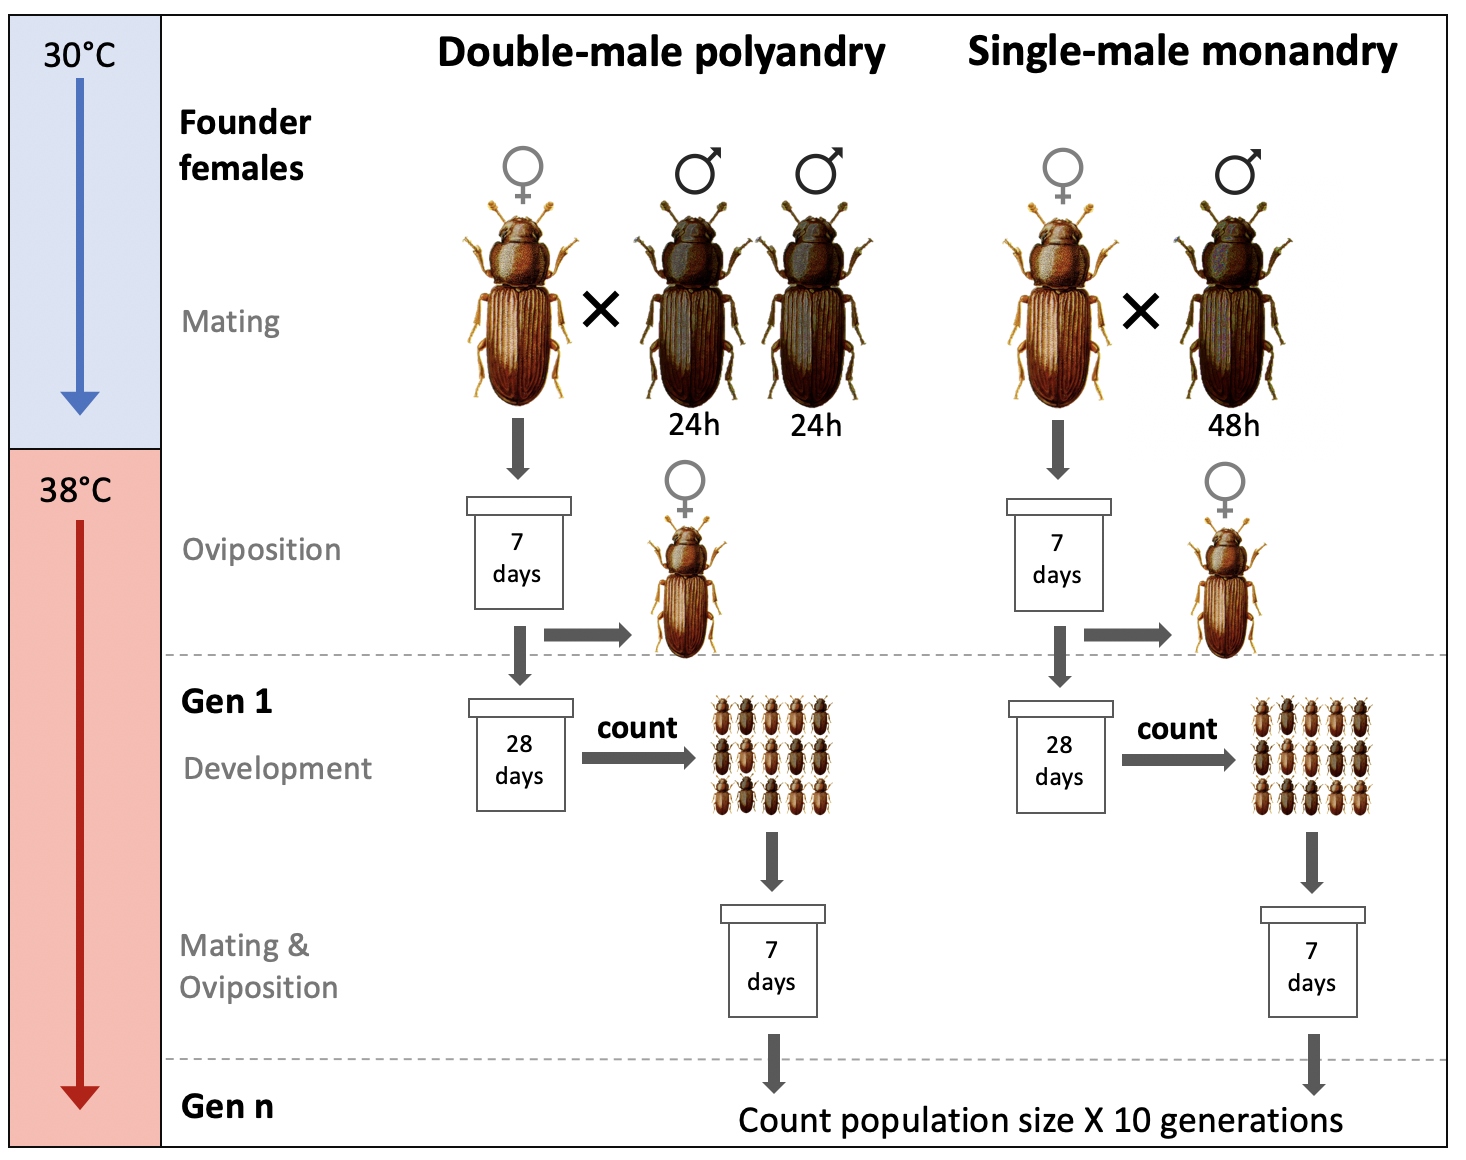 30°C
Double-male polyandry
Single-male monandry
Founder
females
Mating
24h
24h
48h
38°C
Oviposition
7
days
7
days
Gen 1
Development
28
days
count
28
days
count
Mating &
Oviposition
7
days
7
days
Gen n
Count population size X 10 generations